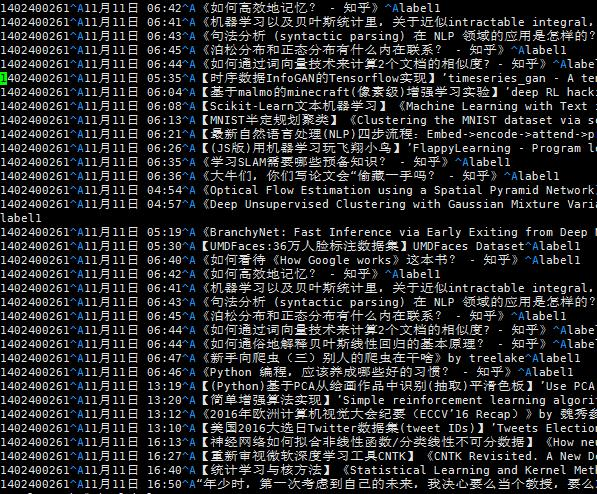 1402400261^A11月11日 06:42^A《如何高效地记忆? - 知乎》^Alabel1
1402400261^A11月11日 06:41^A《机器学习以及贝叶斯统计里，关于近似intractable integral,
1402400261^A11月11日 06:43^A《句法分析 (syntactic parsing) 在 NLP 领域的应用是怎样的?
1402400261^A11月11日 06:45^A《泊松分布和正态分布有什么内在联系? - 知乎》^Alabel1
1402400261^A11月11日 06:44^A《如何通过词向量技术来计算2个文档的相似度? - 知乎》^Alabel1
1402400261^A11月11日 05:35^A【时序数据InfoGAN的Tensorflow实现】'timeseries_gan - A ten
1402400261^A11月11日 06:04^A【基于malmo的minecraft(像素级)增强学习实验】'deep RL hacki
1402400261^A11月11日 06:08^A【Scikit-Learn文本机器学习】《Machine Learning with Text i
1402400261^A11月11日 06:13^A【MNIST半定规划聚类】《Clustering the MNIST dataset via se
1402400261^A11月11日 06:21^A【最新自然语言处理(NLP)四步流程：Embed->encode->attend->p
1402400261^A11月11日 06:26^A【(JS版)用机器学习玩飞翔小鸟】'FlappyLearning - Program le
1402400261^A11月11日 06:35^A《学习SLAM需要哪些预备知识? - 知乎》^Alabel1
1402400261^A11月11日 06:36^A《大牛们，你们写论文会“偷藏一手吗? - 知乎》^Alabel1
1402400261^A11月11日 04:54^A《Optical Flow Estimation using a Spatial Pyramid Network
1402400261^A11月11日 04:57^A《Deep Unsupervised Clustering with Gaussian Mixture Varia
label1
1402400261^A11月11日 05:19^A《BranchyNet: Fast Inference via Early Exiting from Deep N
1402400261^A11月11日 05:30^A【UMDFaces:36万人脸标注数据集】UMDFaces Dataset^Alabel1
1402400261^A11月11日 06:40^A《如何看待《How Google works》这本书? - 知乎》^Alabel1
1402400261^A11月11日 06:42^A《如何高效地记忆? - 知乎》^Alabel1
1402400261^A11月11日 06:41^A《机器学习以及贝叶斯统计里，关于近似intractable integral,
1402400261^A11月11日 06:43^A《句法分析 (syntactic parsing) 在 NLP 领域的应用是怎样的?
1402400261^A11月11日 06:45^A《泊松分布和正态分布有什么内在联系? - 知乎》^Alabel1
1402400261^A11月11日 06:44^A《如何通过词向量技术来计算2个文档的相似度? - 知乎》^Alabel1
1402400261^A11月11日 06:44^A《如何通俗地解释贝叶斯线性回归的基本原理? - 知乎》^Alabel1
1402400261^A11月11日 06:47^A《新手向爬虫（三）别人的爬虫在干啥》by treelake^Alabel1
1402400261^A11月11日 06:46^A《Python 编程，应该养成哪些好的习惯? - 知乎》^Alabel1
1402400261^A11月11日 13:19^A【(Python)基于PCA从绘画作品中识别(抽取)平滑色板】'Use PCA
1402400261^A11月11日 13:20^A【简单增强算法实现】'Simple reinforcement learning algorit
1402400261^A11月11日 13:12^A《2016年欧洲计算机视觉大会纪要（ECCV'16 Recap)》by 魏秀参
1402400261^A11月11日 13:10^A【美国2016大选日Twitter数据集(tweet IDs)】'Tweets Election
1402400261^A11月11日 16:13^A【神经网络如何拟合非线性函数/分类线性不可分数据】《How neu
1402400261^A11月11日 16:27^A【重新审视微软深度学习工具CNTK】《CNTK Revisited. A New De
1402400261^A11月11日 16:40^A【统计学习与核方法】《Statistical Learning and Kernel Meth
1402400261^A11月11日 16:50^A“年少时，第一次考虑到自己的未来，我决心要么当个教授，要么